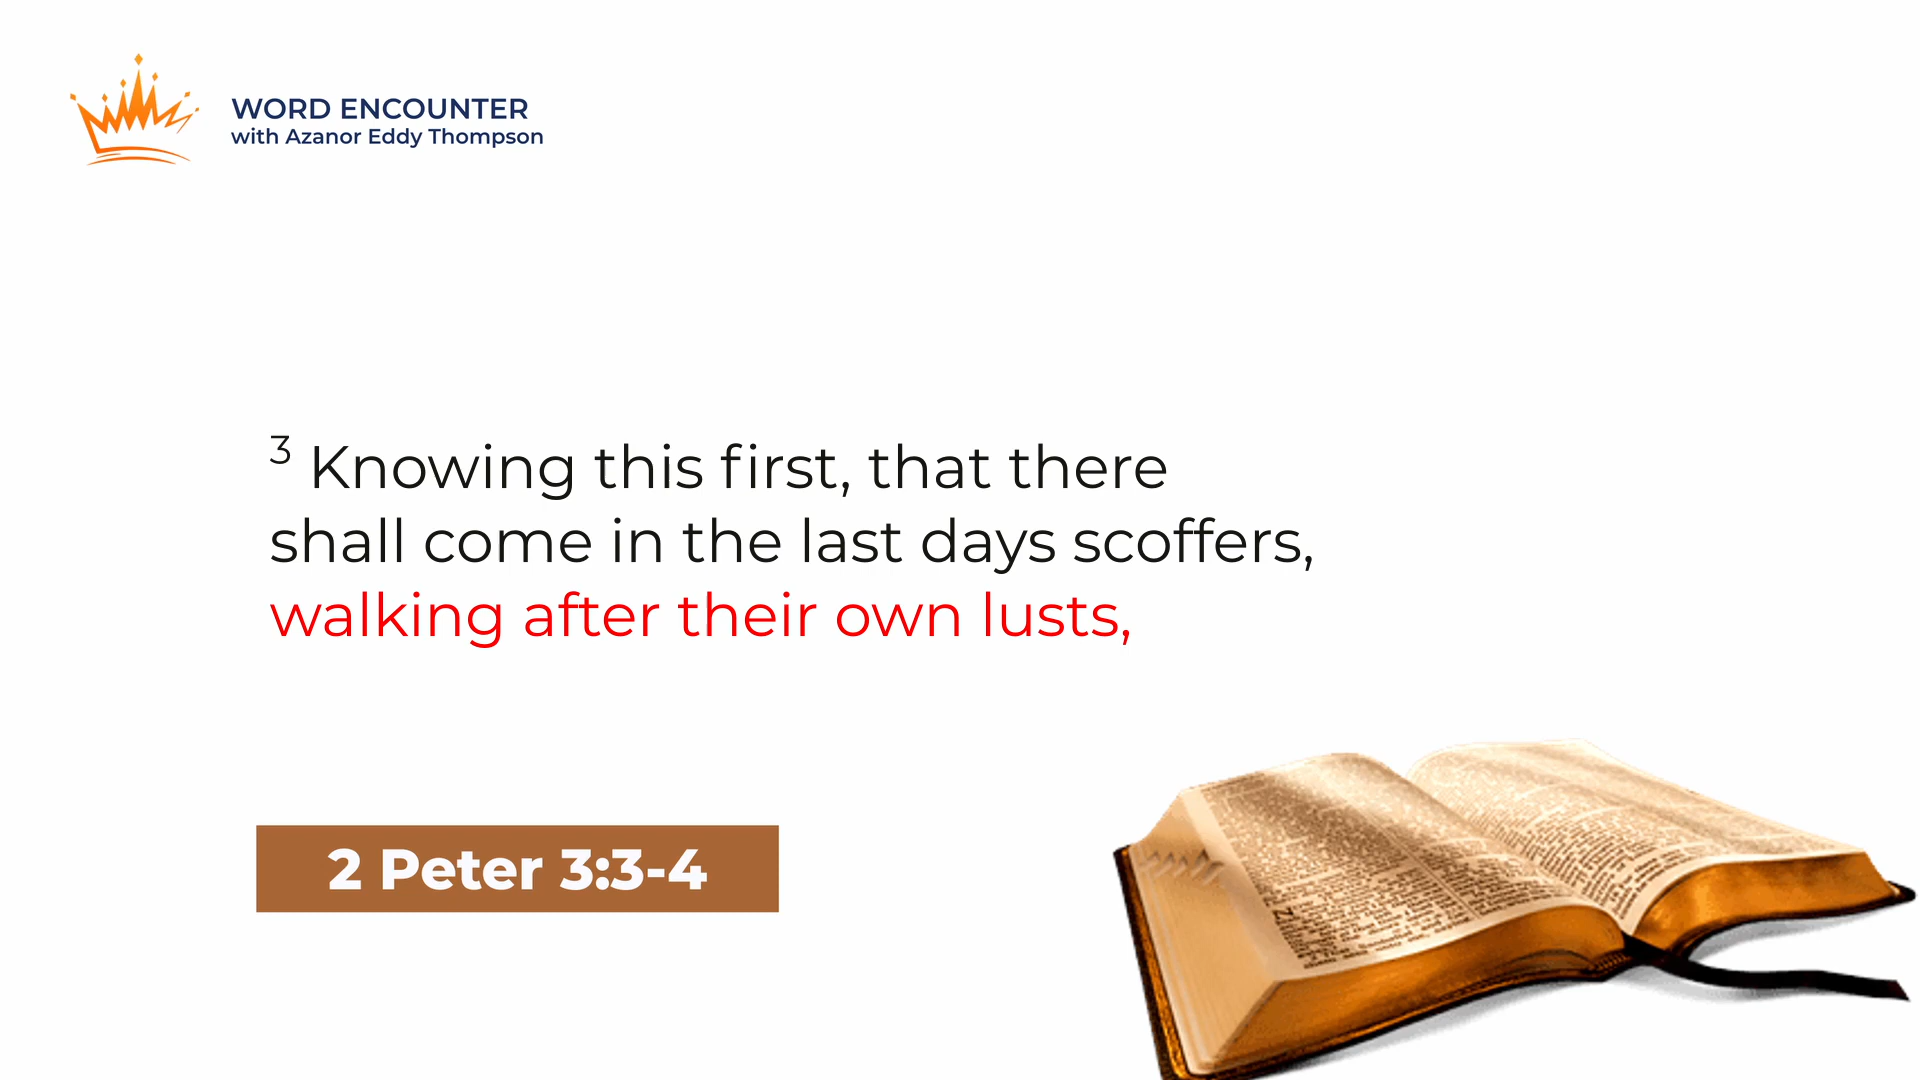 WORD ENCOUNTER
with Azanor Eddy Thompson
3 Knowing this first, that there
shall come in the last days scoffers,
walking after their own lusts,
2 Peter 3:3-4